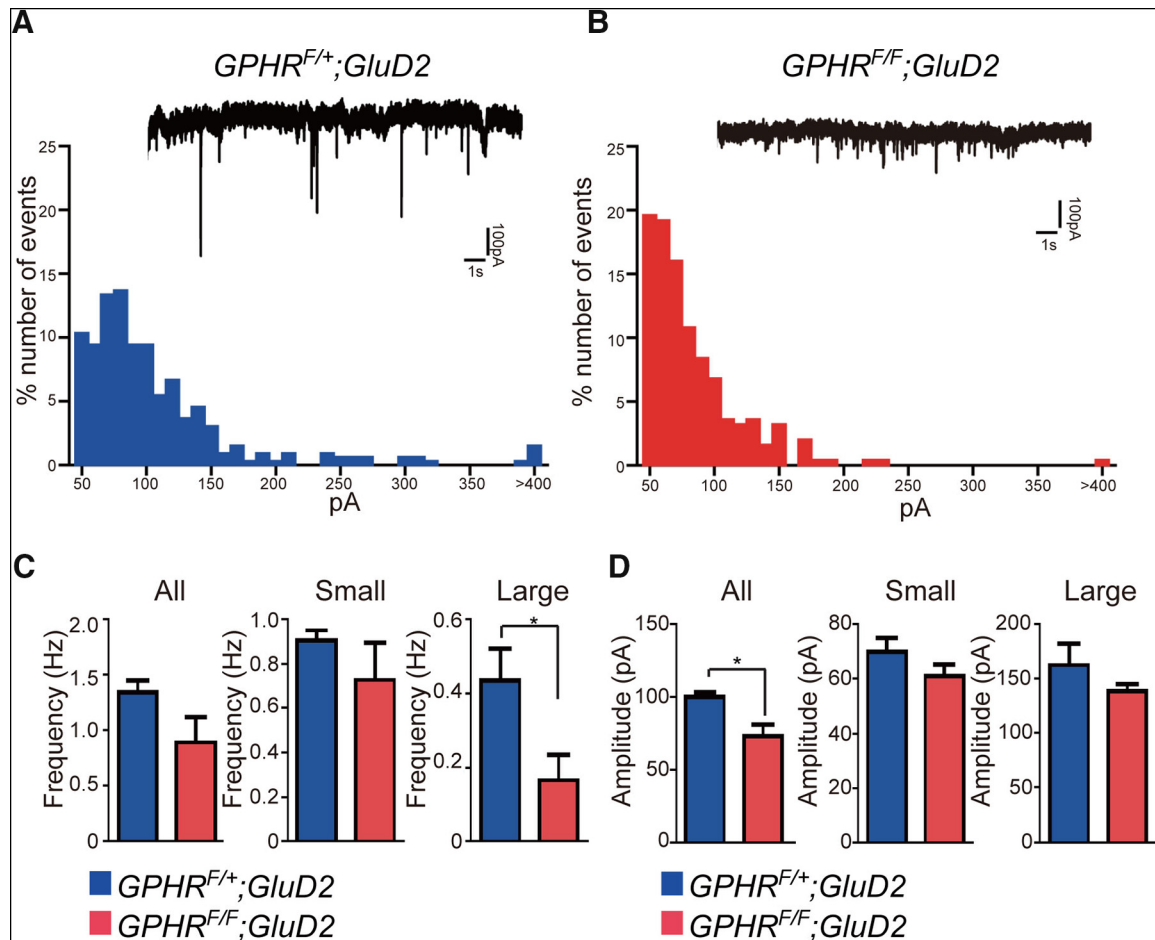 A
GPHR^F/+;GluD2
% number of events
25
20
15
10
5
0
50 100 150 200 250 300 350 >400
pA
100pA
1s
B
GPHR^F/F;GluD2
% number of events
25
20
15
10
5
0
50 100 150 200 250 300 350 >400
pA
100pA
1s
C
All
Frequency (Hz)
2.0
1.5
1.0
0.5
0
Small
Frequency (Hz)
1.0
0.8
0.6
0.4
0.2
0
Large
Frequency (Hz)
0.6
0.4
0.2
0
*
GPHR^F/+;GluD2
GPHR^F/F;GluD2
D
All
Amplitude (pA)
150
100
50
0
*
Small
Amplitude (pA)
80
60
40
20
0
Large
Amplitude (pA)
200
150
100
50
0
GPHR^F/+;GluD2
GPHR^F/F;GluD2